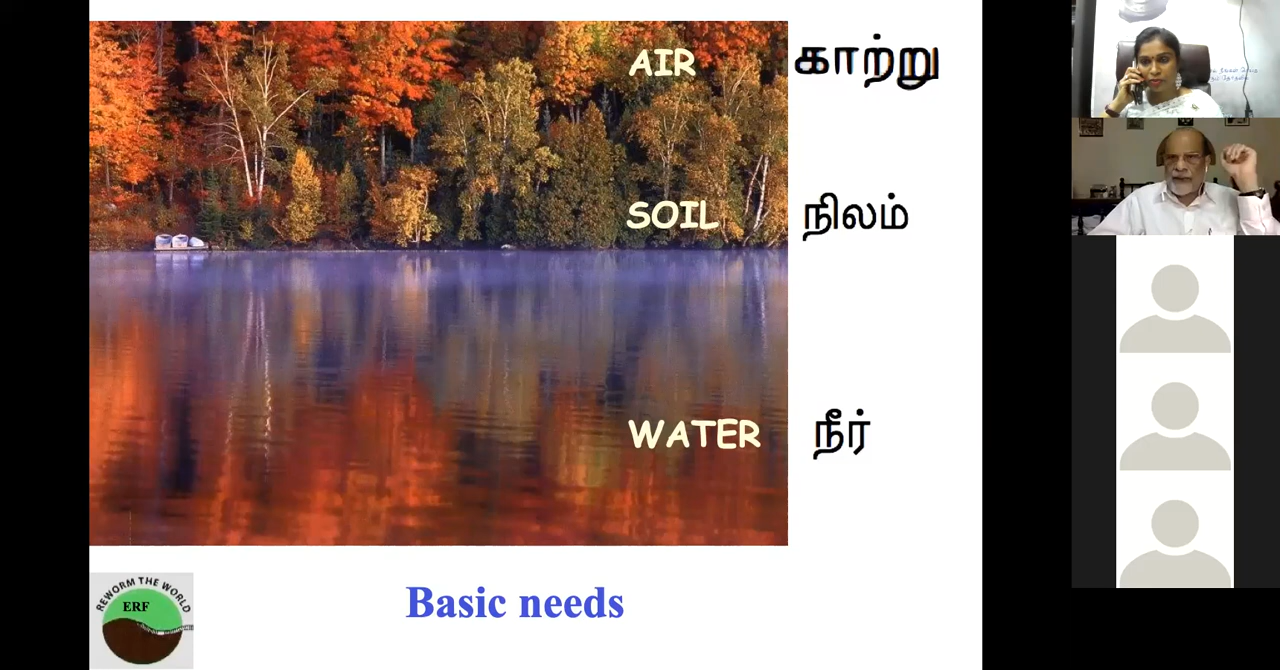 AIR காற்று
SOIL நிலம்
WATER நீர்
REWORM THE WORLD
ERF
Basic needs